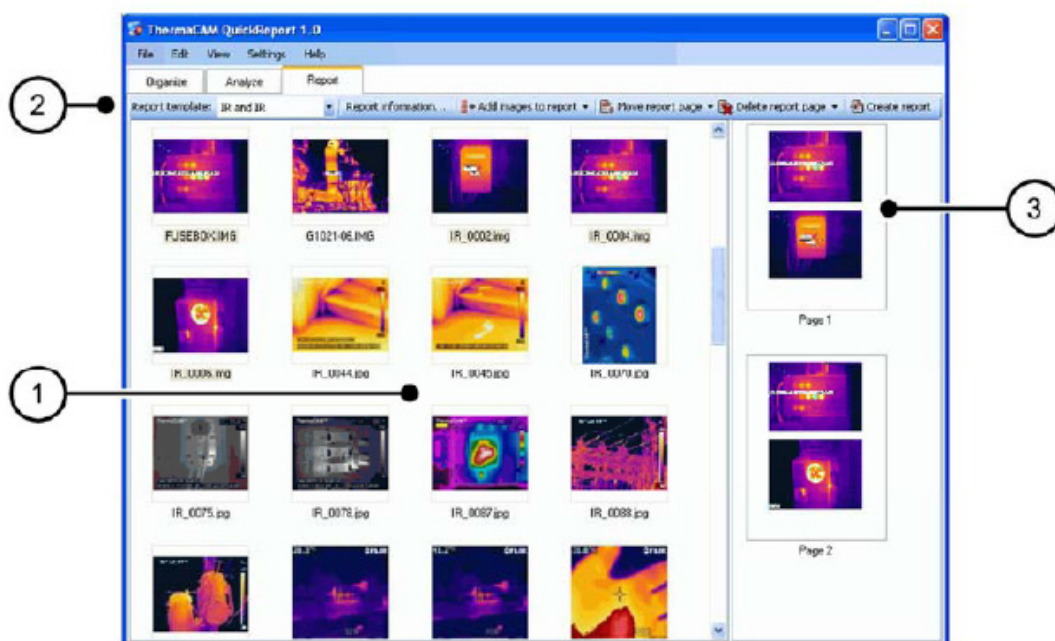 ThermaCAM QuickReport 1.0
File Edit View Settings Help
Organize Analyze Report
2
Report template: IR and IR Report information... Add images to report Move report page Delete report page Create report
3
FUSEBOX.IMG G1021-06.IMG IR_0002.img IR_0004.img
Page 1
IR_0006.img IR_0044.jpg IR_0045.jpg IR_0070.jpg
1
IR_0075.jpg IR_0078.jpg IR_0087.jpg IR_0088.jpg
Page 2